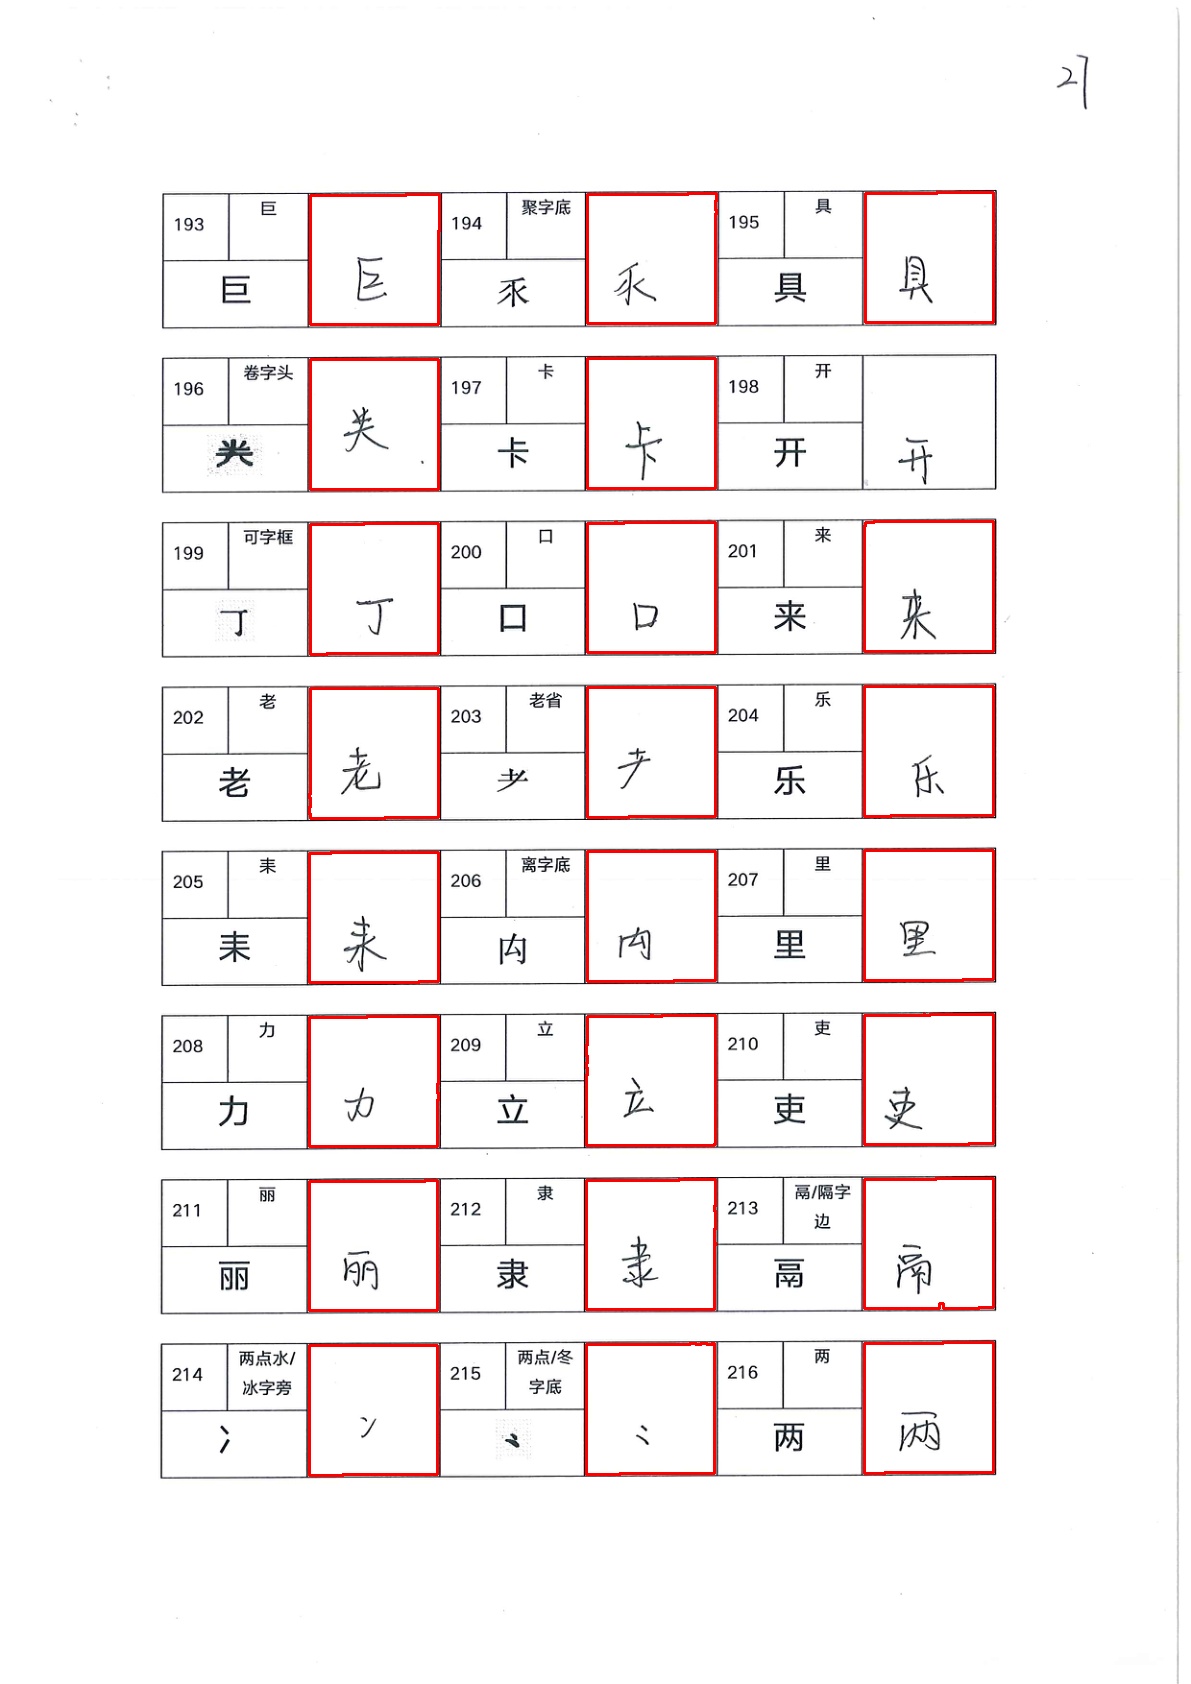 27
193 巨 194 聚字底 195 具
巨 巨 乑 乑 具 具
196 卷字头 197 卡 198 开
龹 龹 卡 卡 开 开
199 可字框 200 口 201 来
丁 丁 口 口 来 来
202 老 203 老省 204 乐
老 老 耂 耂 乐 乐
205 耒 206 离字底 207 里
耒 耒 禸 禸 里 里
208 力 209 立 210 吏
力 力 立 立 吏 吏
211 丽 212 隶 213 鬲/隔字
边
丽 丽 隶 隶 鬲 鬲
214 两点水/ 215 两点/冬 216 两
冰字旁 字底
冫 冫 ⺀ ⺀ 两 两